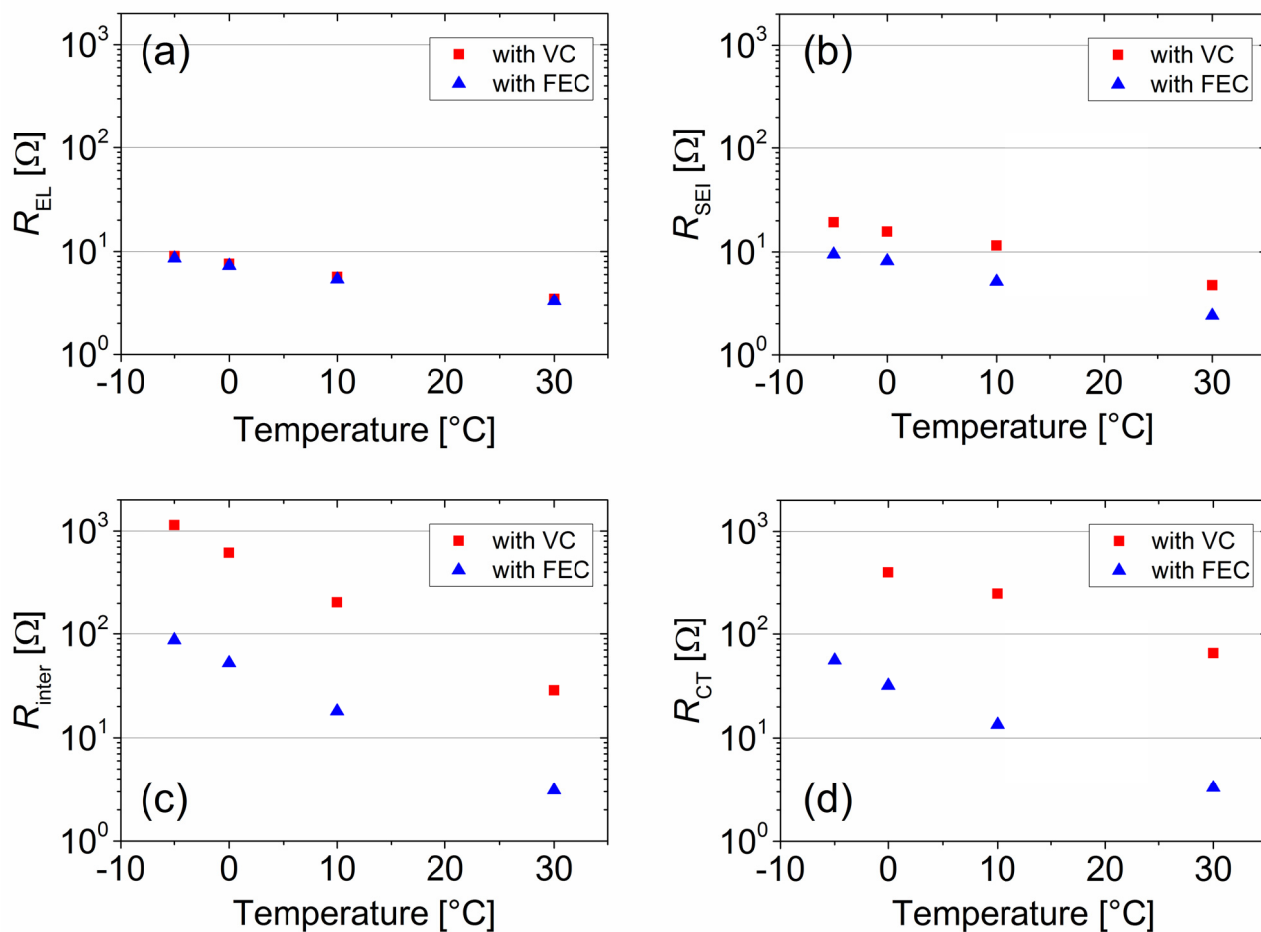 (a)
with VC
with FEC
10³
10²
10¹
10⁰
R_EL [Ω]
-10 0 10 20 30
Temperature [°C]
(b)
with VC
with FEC
10³
10²
10¹
10⁰
R_SEI [Ω]
-10 0 10 20 30
Temperature [°C]
(c)
with VC
with FEC
10³
10²
10¹
10⁰
R_inter [Ω]
-10 0 10 20 30
Temperature [°C]
(d)
with VC
with FEC
10³
10²
10¹
10⁰
R_CT [Ω]
-10 0 10 20 30
Temperature [°C]